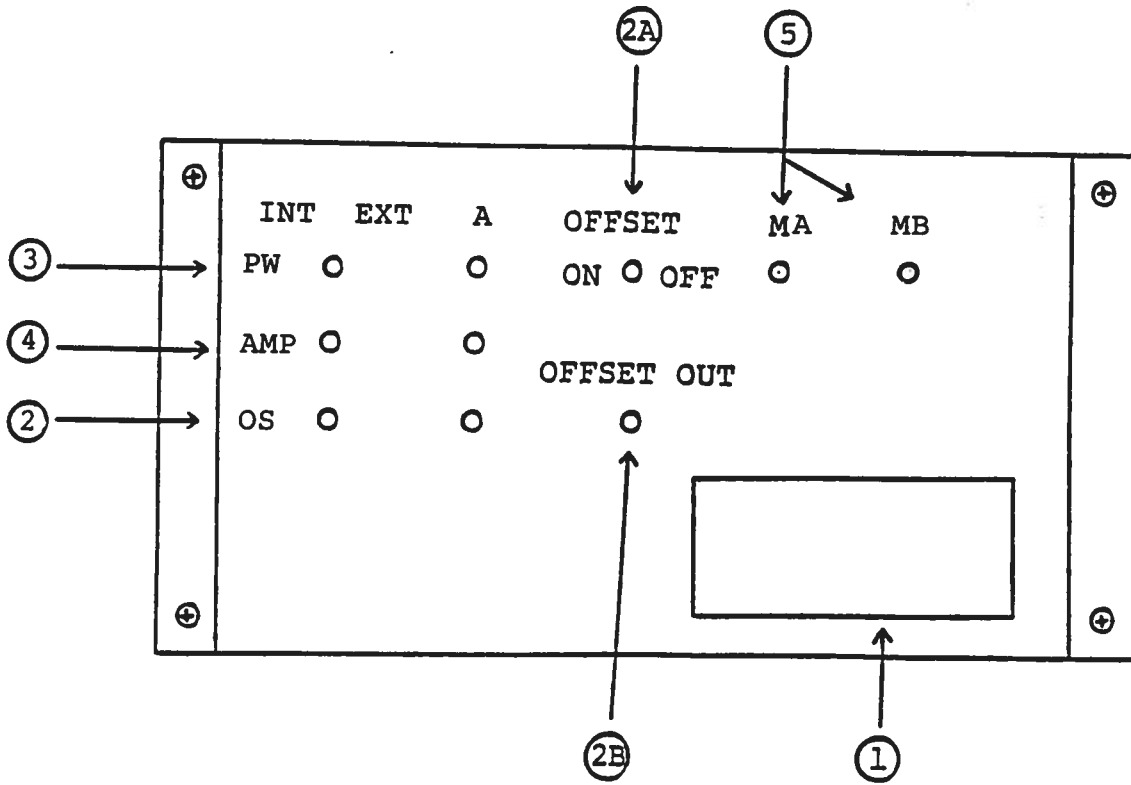 2A 5
INT EXT A OFFSET MA MB
3 PW ON OFF
4 AMP
OFFSET OUT
2 OS
2B 1